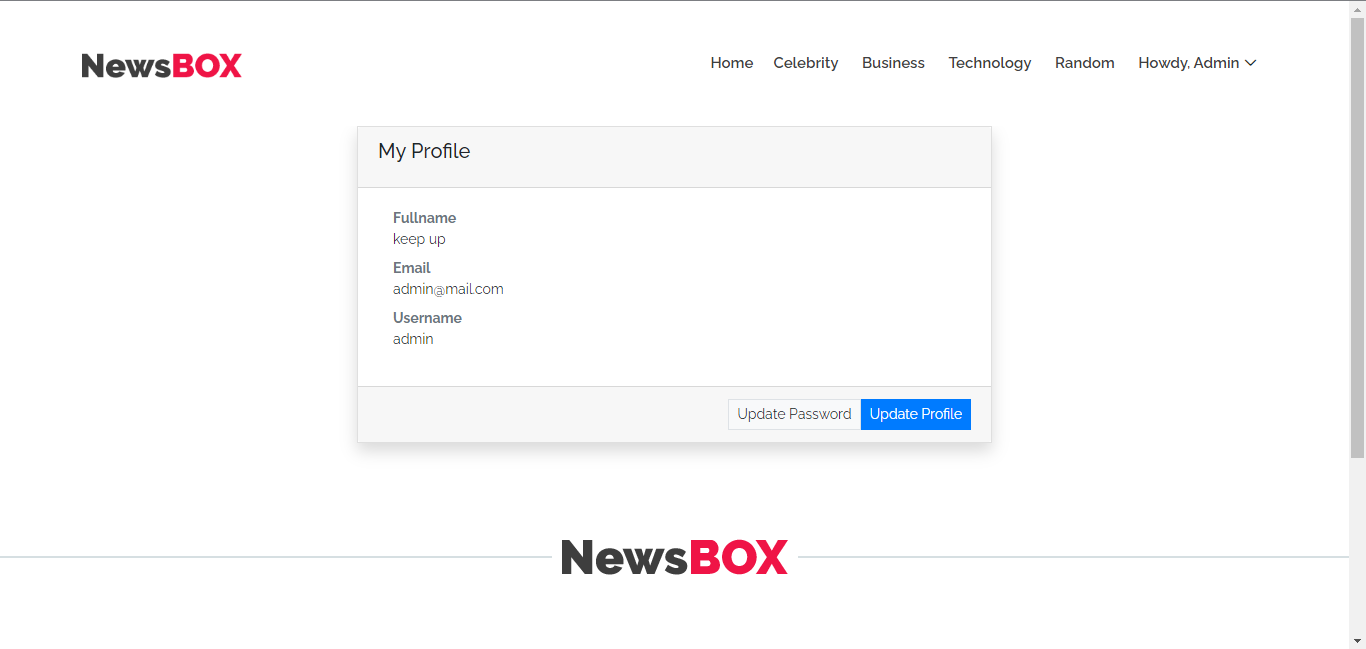 NewsBOX
Home Celebrity Business Technology Random Howdy, Admin
My Profile
Fullname
keep up
Email
admin@mail.com
Username
admin
Update Password Update Profile
NewsBOX